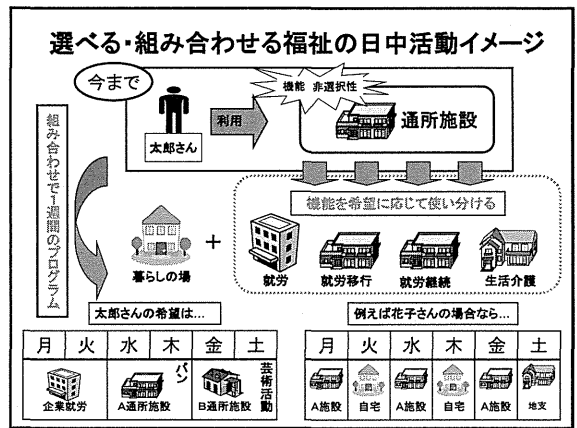 選べる・組み合わせる福祉の日中活動イメージ
今まで
機能 非選択性
太郎さん
利用
通所施設
組み合わせで1週間のプログラム
機能を希望に応じて使い分ける
暮らしの場
+
就労
就労移行
就労継続
生活介護
太郎さんの希望は…
月 火 水 木 金 土
企業就労
A通所施設
パン
B通所施設
芸術活動
例えば花子さんの場合なら…
月 火 水 木 金 土
A施設
自宅
A施設
自宅
A施設
地支